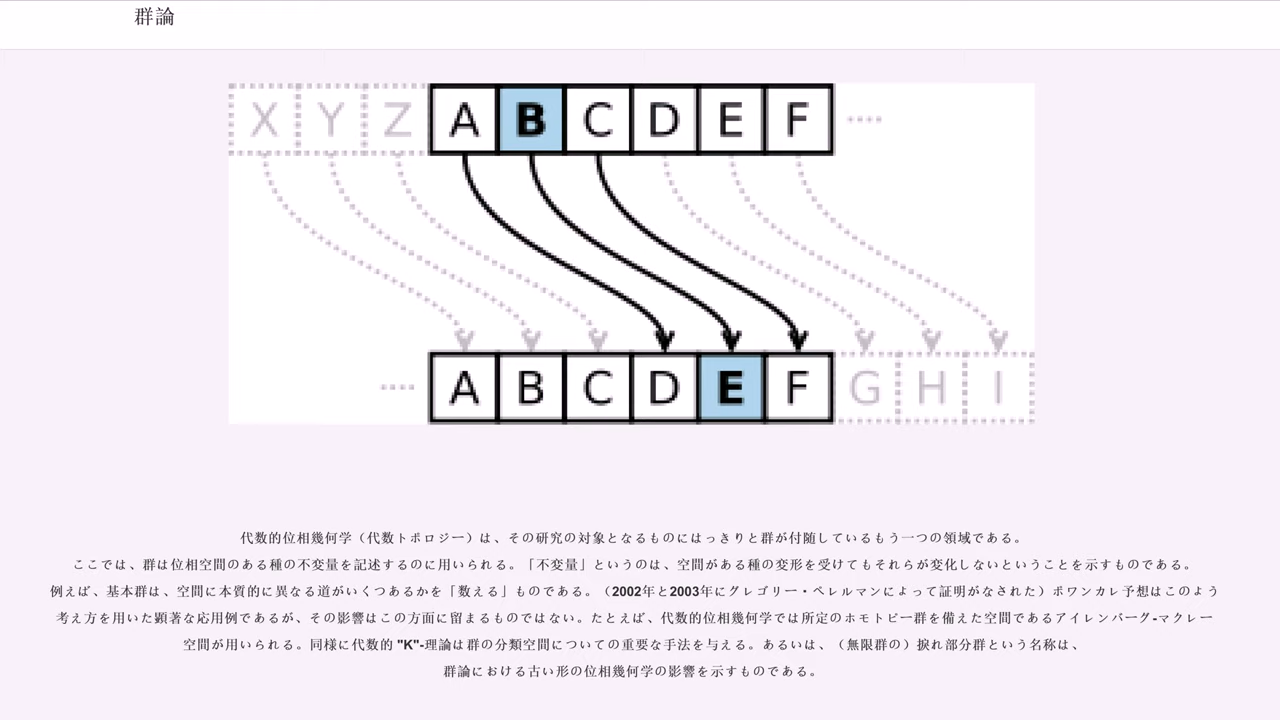 群論
X Y Z A B C D E F ....
.... A B C D E F G H I
代数的位相幾何学（代数トポロジー）は、その研究の対象となるものにはっきりと群が付随しているもう一つの領域である。
ここでは、群は位相空間のある種の不変量を記述するのに用いられる。「不変量」というのは、空間がある種の変形を受けてもそれらが変化しないということを示すものである。
例えば、基本群は、空間に本質的に異なる道がいくつあるかを「数える」ものである。（2002年と2003年にグレゴリー・ペレルマンによって証明がなされた）ポワンカレ予想はこのよう
考え方を用いた顕著な応用例であるが、その影響はこの方面に留まるものではない。たとえば、代数的位相幾何学では所定のホモトピー群を備えた空間であるアイレンバーグ-マクレー
空間が用いられる。同様に代数的 "K"-理論は群の分類空間についての重要な手法を与える。あるいは、（無限群の）捩れ部分群という名称は、
群論における古い形の位相幾何学の影響を示すものである。